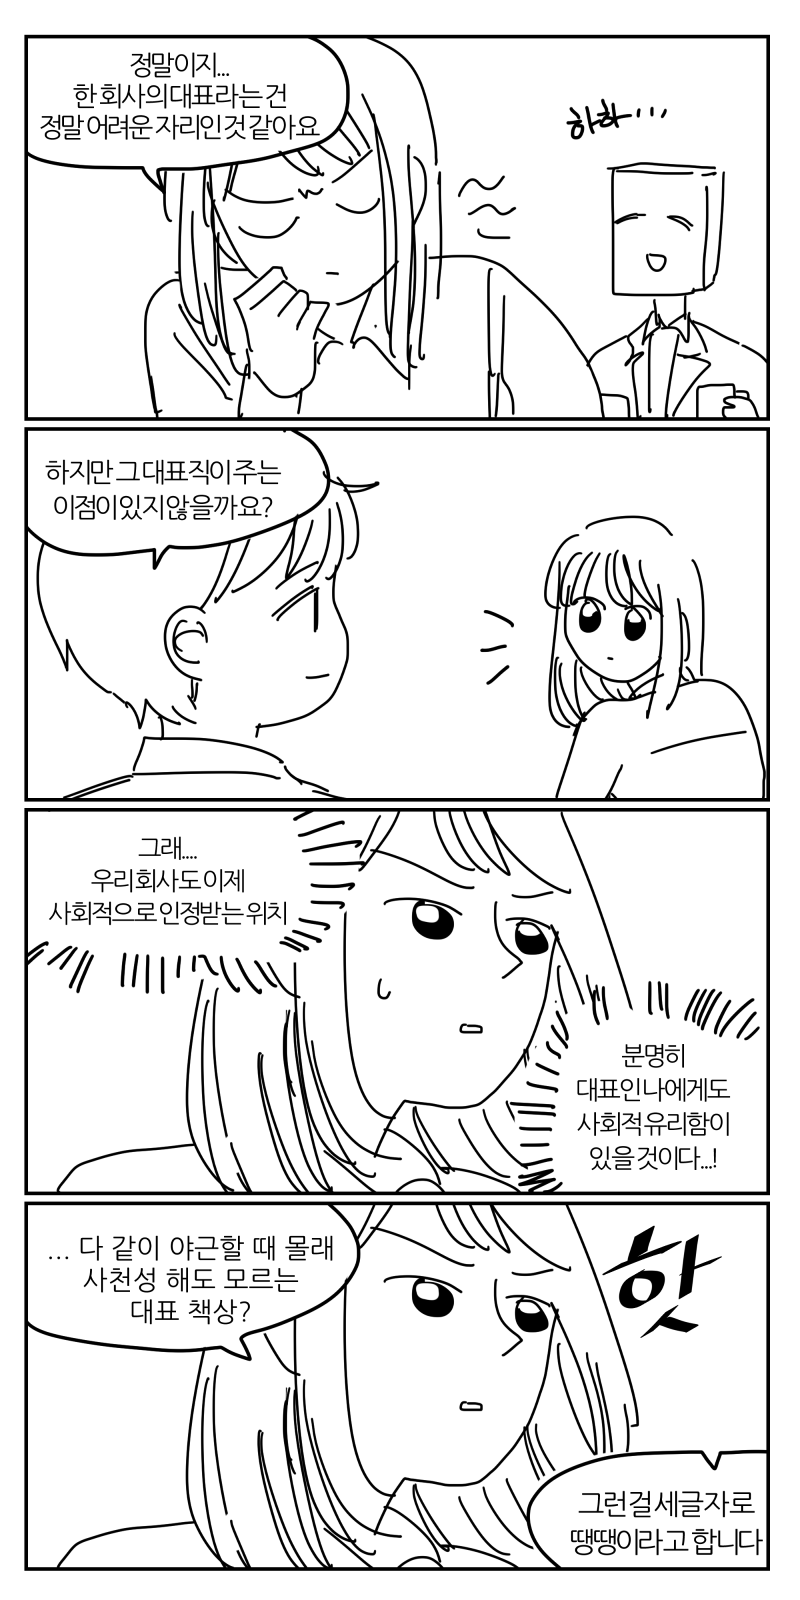 정말이지...
한 회사의 대표라는 건
정말 어려운 자리인 것 같아요
하하...
하지만 그 대표직이 주는
이점이 있지 않을까요?
그래....
우리 회사도 이제
사회적으로 인정받는 위치
분명히
대표인 나에게도
사회적 유리함이
있을 것이다...!
... 다 같이 야근할 때 몰래
사천성 해도 모르는
대표 책상?
핫
그런 걸 세 글자로
땡땡이라고 합니다